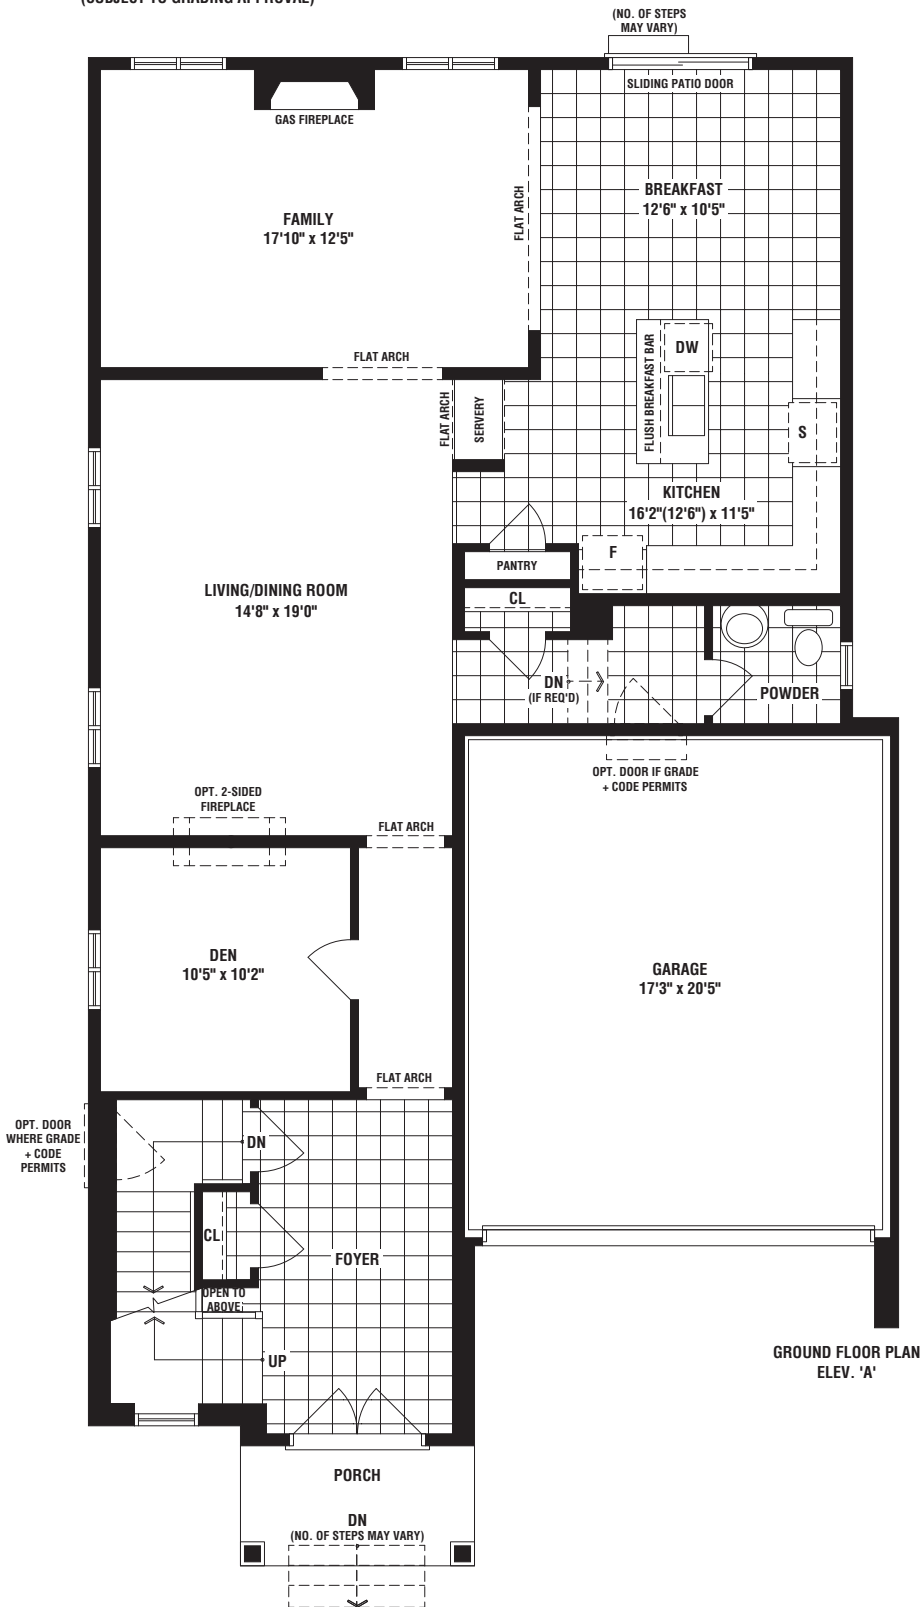 (SUBJECT TO GRADING APPROVAL)
(NO. OF STEPS
MAY VARY)
SLIDING PATIO DOOR
GAS FIREPLACE
BREAKFAST
12'6" x 10'5"
FAMILY
17'10" x 12'5"
FLAT ARCH
FLAT ARCH
DW
FLUSH BREAKFAST BAR
FLAT ARCH
SERVERY
S
KITCHEN
16'2"(12'6") x 11'5"
F
PANTRY
CL
LIVING/DINING ROOM
14'8" x 19'0"
DN
(IF REQ'D)
POWDER
OPT. DOOR IF GRADE
+ CODE PERMITS
OPT. 2-SIDED
FIREPLACE
FLAT ARCH
DEN
10'5" x 10'2"
GARAGE
17'3" x 20'5"
FLAT ARCH
OPT. DOOR
WHERE GRADE
+ CODE
PERMITS
DN
CL
FOYER
OPEN TO
ABOVE
UP
GROUND FLOOR PLAN
ELEV. 'A'
PORCH
DN
(NO. OF STEPS MAY VARY)